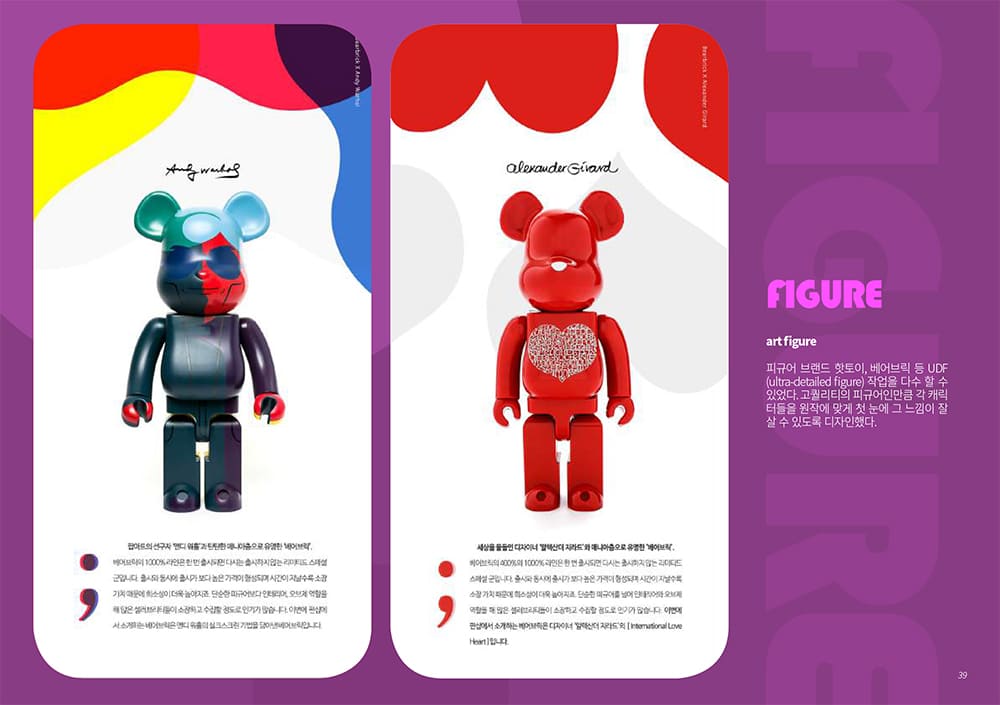 Bearbrick X Andy Warhol
Andy Warhol
팝아트의 선구자 '앤디 워홀'과 탄탄한 매니아층으로 유명한 '베어브릭'.
베어브릭의 1000% 라인은 한 번 출시되면 다시는 출시하지 않는 리미티드 스페셜
군입니다. 출시와 동시에 출시가 보다 높은 가격이 형성되며 시간이 지날수록 소장
가치 때문에 희소성이 더욱 높아지죠. 단순한 피규어보다 인테리어, 오브제 역할을
해 많은 셀러브리티들이 소장하고 수집할 정도로 인기가 많습니다. 이번에 펀샵에
서 소개하는 베어브릭은 앤디 워홀의 실크스크린 기법을 담아낸 베어브릭입니다.
Bearbrick X Alexander Girard
alexander Girard
세상을 물들인 디자이너 '알렉산더 지라드'와 매니아층으로 유명한 '베어브릭'.
베어브릭의 400%와 1000% 라인은 한 번 출시되면 다시는 출시하지 않는 리미티드
스페셜 군입니다. 출시와 동시에 출시가 보다 높은 가격이 형성되며 시간이 지날수록
소장 가치 때문에 희소성이 더욱 높아지죠. 단순한 피규어를 넘어 인테리어와 오브제
역할을 해 많은 셀러브리티들이 소장하고 수집할 정도로 인기가 많습니다. 이번에
펀샵에서 소개하는 베어브릭은 디자이너 '알렉산더 지라드'의 [ International Love
Heart ] 입니다.
FIGURE
FIGURE
art figure
피규어 브랜드 핫토이, 베어브릭 등 UDF
(ultra-detailed figure) 작업을 다수 할 수
있었다. 고퀄리티의 피규어인만큼 각 캐릭
터들을 원작에 맞게 첫 눈에 그 느낌이 잘
살 수 있도록 디자인했다.
39